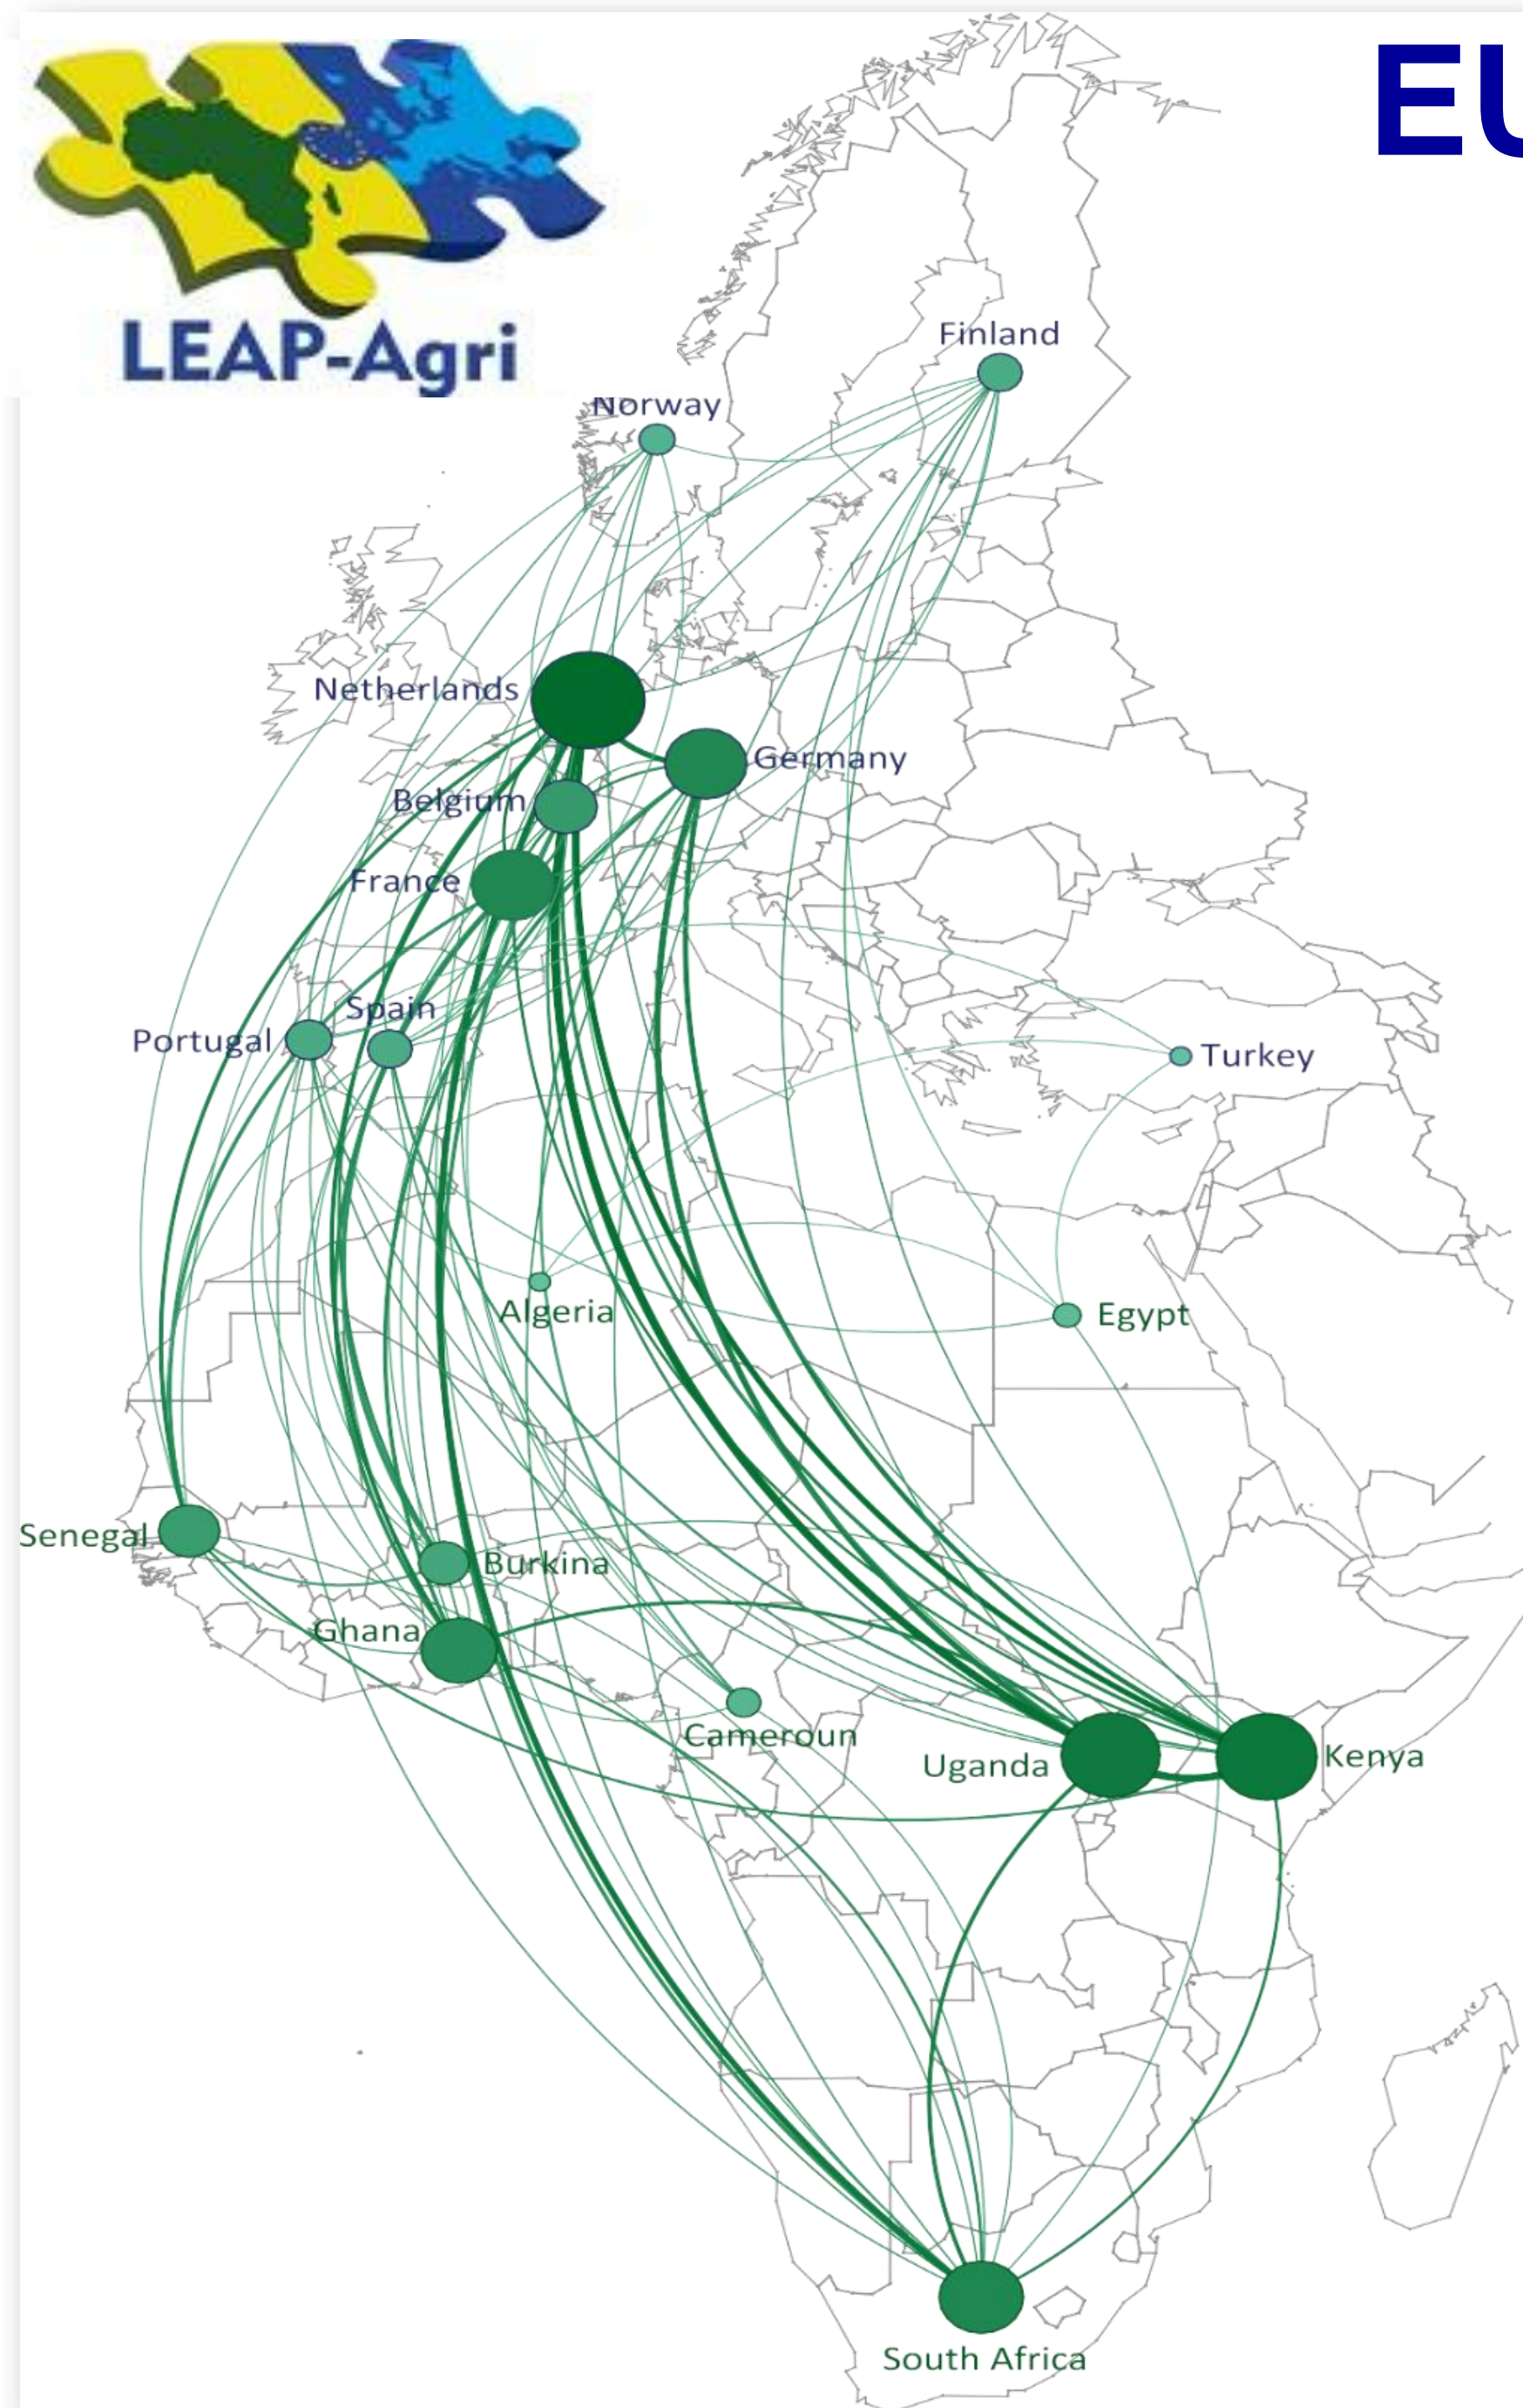 EU
LEAP-Agri
Finland
Norway
Netherlands
Germany
Belgium
France
Spain
Portugal
Turkey
Algeria
Egypt
Senegal
Burkina
Ghana
Cameroun
Uganda
Kenya
South Africa